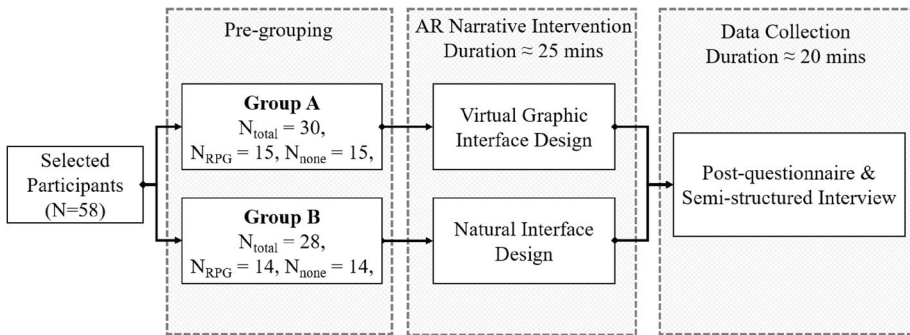 Pre-grouping
AR Narrative Intervention
Duration ≈ 25 mins
Data Collection
Duration ≈ 20 mins
Selected
Participants
(N=58)
Group A
N_total = 30,
N_RPG = 15, N_none = 15,
Group B
N_total = 28,
N_RPG = 14, N_none = 14,
Virtual Graphic
Interface Design
Natural Interface
Design
Post-questionnaire &
Semi-structured Interview